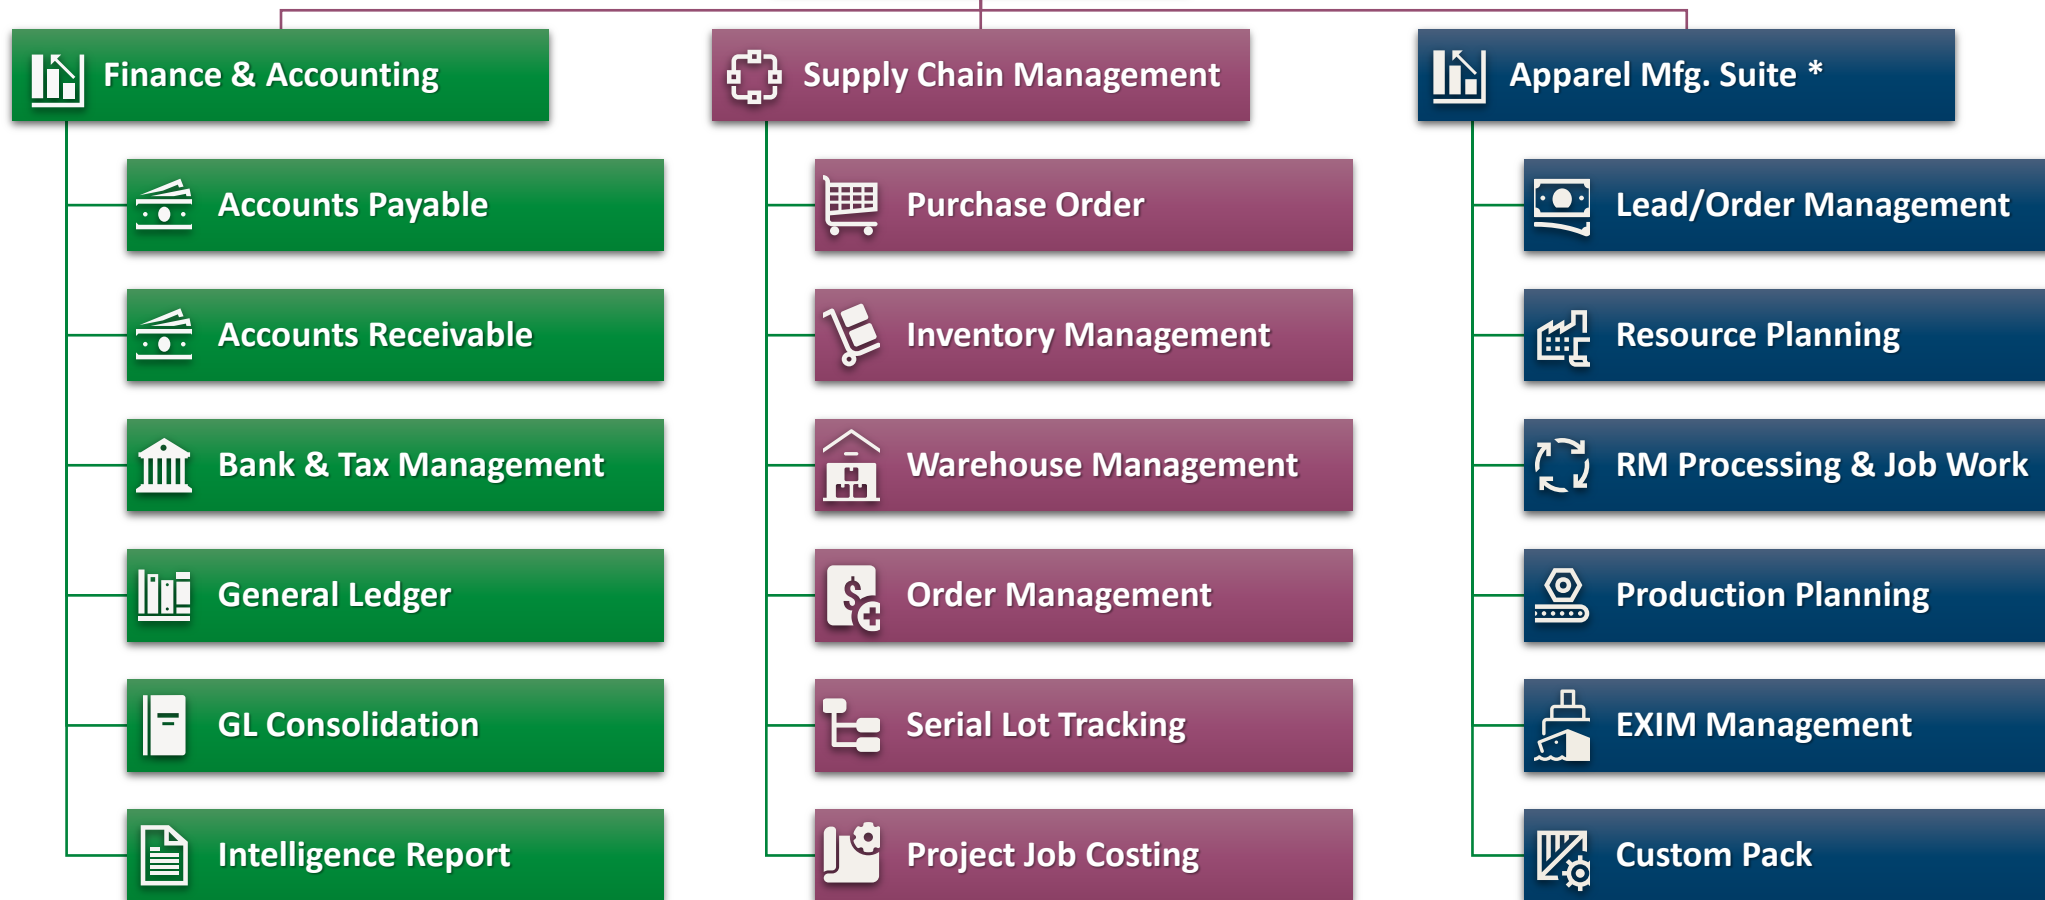 Finance & Accounting
Accounts Payable
Accounts Receivable
Bank & Tax Management
General Ledger
GL Consolidation
Intelligence Report
Supply Chain Management
Purchase Order
Inventory Management
Warehouse Management
Order Management
Serial Lot Tracking
Project Job Costing
Apparel Mfg. Suite *
Lead/Order Management
Resource Planning
RM Processing & Job Work
Production Planning
EXIM Management
Custom Pack